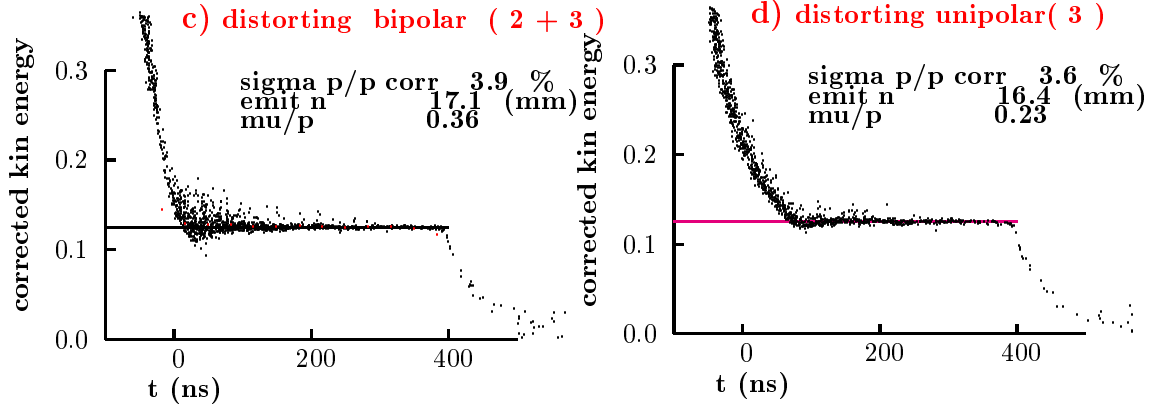 c) distorting bipolar ( 2 + 3 )
sigma p/p corr 3.9 %
emit n 17.1 (mm)
mu/p 0.36
corrected kin energy
0.3
0.2
0.1
0.0
0 200 400
t (ns)
d) distorting unipolar( 3 )
sigma p/p corr 3.6 %
emit n 16.4 (mm)
mu/p 0.23
corrected kin energy
0.3
0.2
0.1
0.0
0 200 400
t (ns)